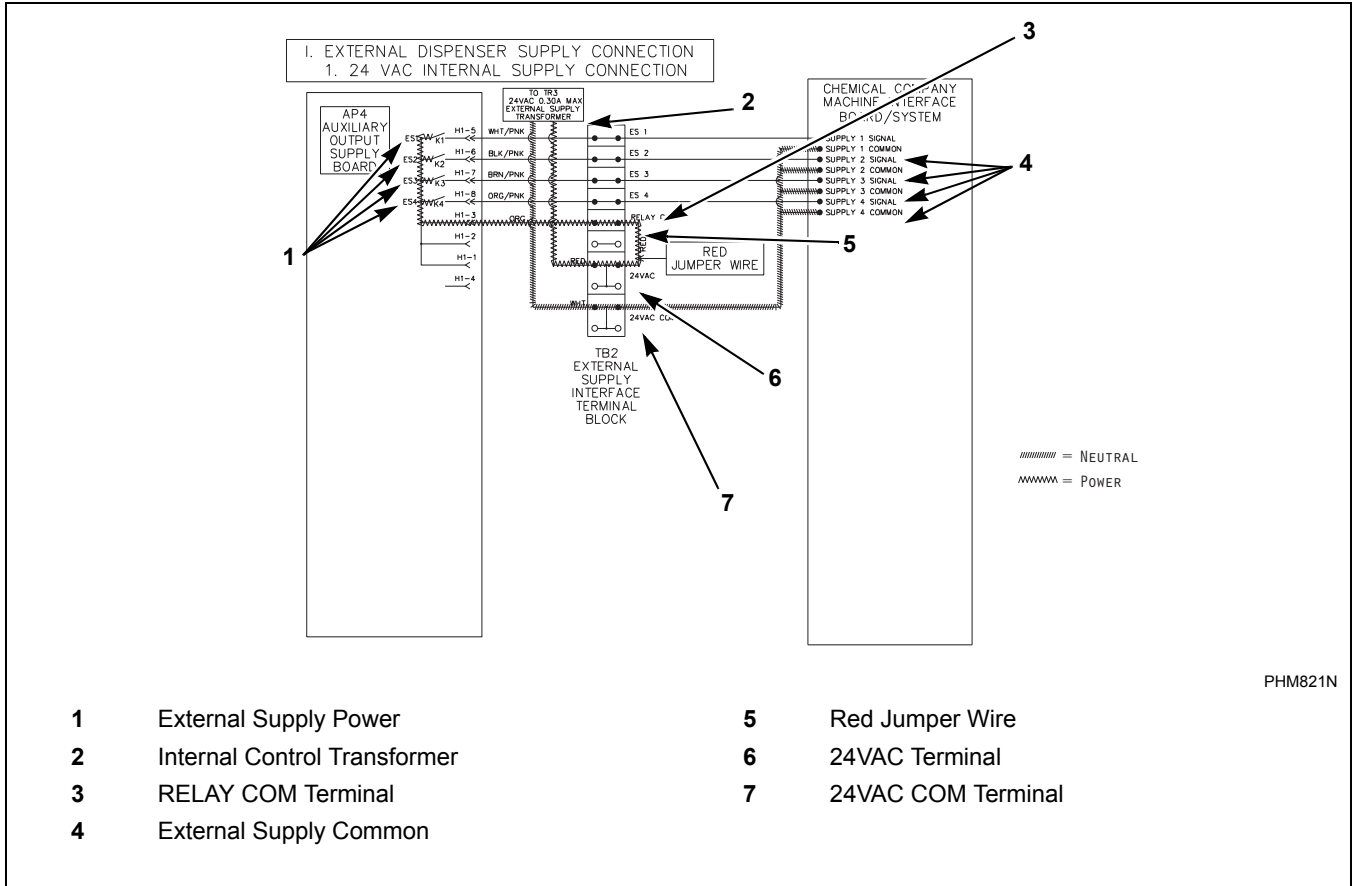 3
I. EXTERNAL DISPENSER SUPPLY CONNECTION
1. 24 VAC INTERNAL SUPPLY CONNECTION
TO TR3
24VAC 0.30A MAX
EXTERNAL SUPPLY
TRANSFORMER
2
CHEMICAL COMPANY
MACHINE INTERFACE
BOARD/SYSTEM
AP4
AUXILIARY
OUTPUT
SUPPLY
BOARD
ES1 K1 H1-5 WHT/PNK ES 1
ES2 K2 H1-6 BLK/PNK ES 2
ES3 K3 H1-7 BRN/PNK ES 3
ES4 K4 H1-8 ORG/PNK ES 4
H1-3 ORG RELAY
H1-2
H1-1
H1-4
SUPPLY 1 SIGNAL
SUPPLY 1 COMMON
SUPPLY 2 SIGNAL
SUPPLY 2 COMMON
SUPPLY 3 SIGNAL
SUPPLY 3 COMMON
SUPPLY 4 SIGNAL
SUPPLY 4 COMMON
4
1
5
RED
RED
JUMPER WIRE
RED
24VAC
WHT
24VAC
TB2
EXTERNAL
SUPPLY
INTERFACE
TERMINAL
BLOCK
6
7
= NEUTRAL
= POWER
PHM821N
1 External Supply Power
2 Internal Control Transformer
3 RELAY COM Terminal
4 External Supply Common
5 Red Jumper Wire
6 24VAC Terminal
7 24VAC COM Terminal